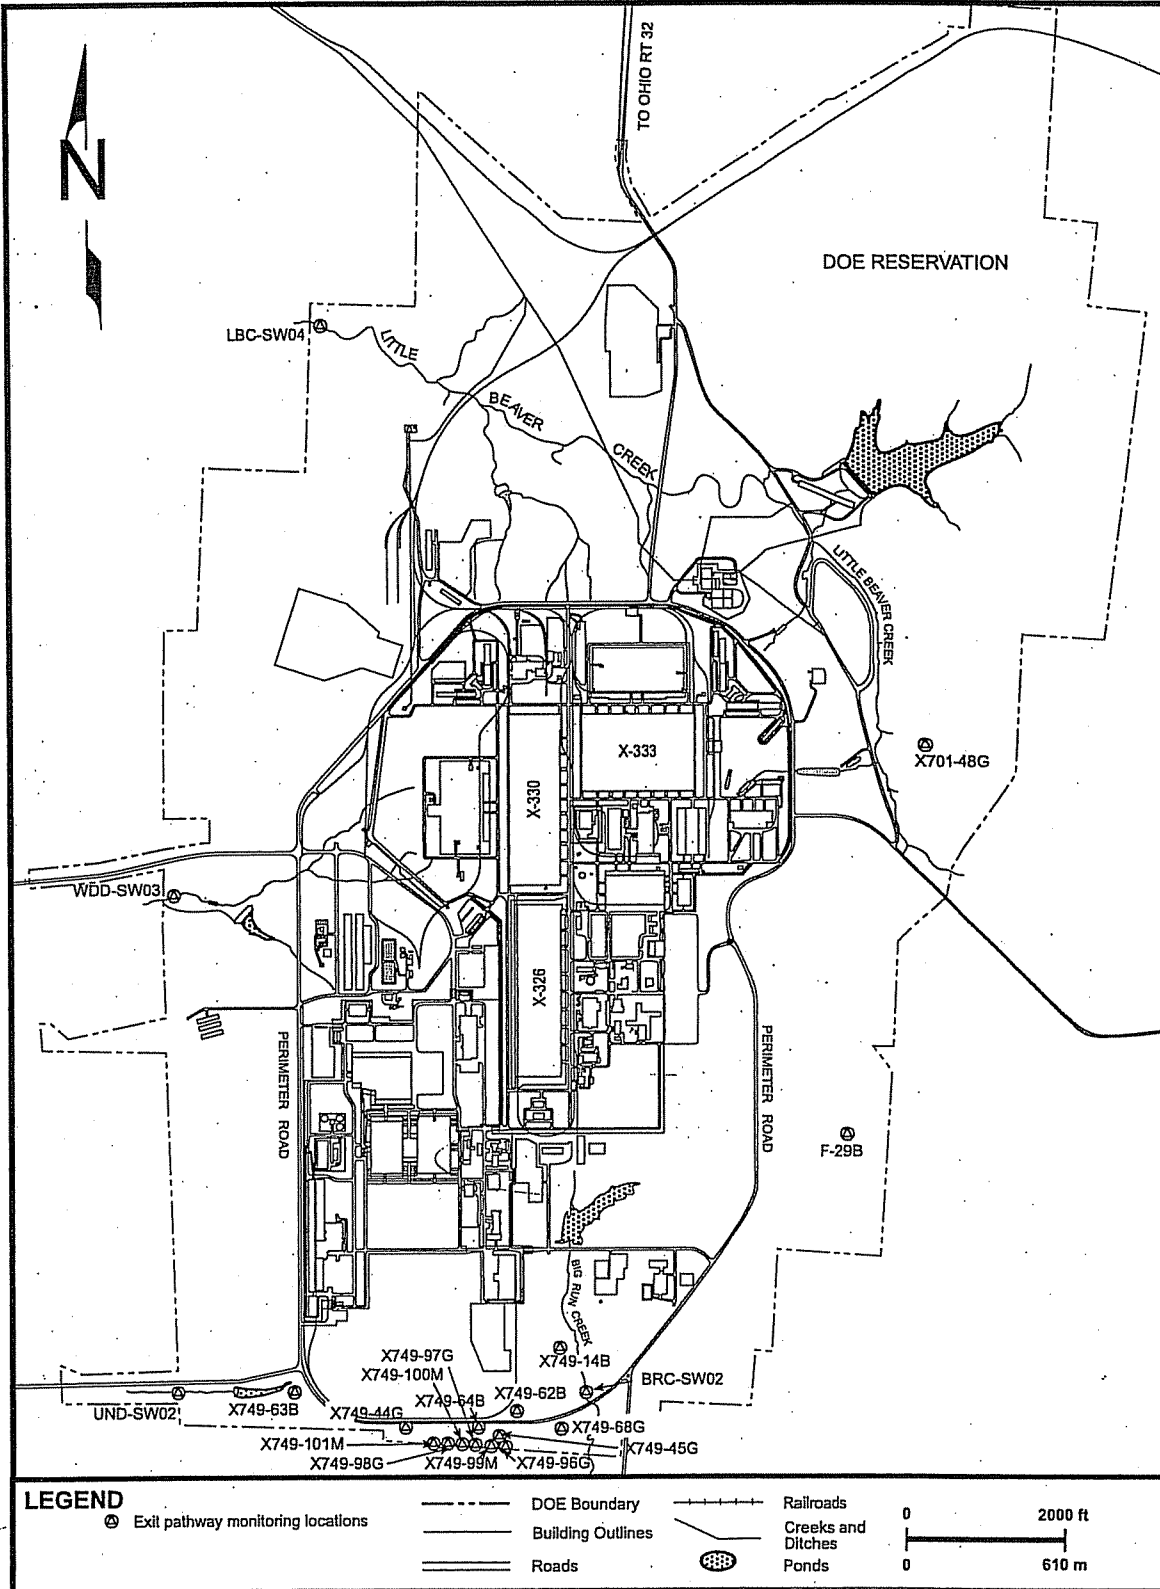 TO OHIO RT 32
N
DOE RESERVATION
LBC-SW04
LITTLE
BEAVER
CREEK
LITTLE BEAVER CREEK
X-333
X-330
X701-48G
WDD-SW03
X-326
PERIMETER ROAD
PERIMETER ROAD
F-29B
BIG RUN CREEK
X749-97G
X749-14B
X749-100M
BRC-SW02
X749-64B
X749-62B
UND-SW02
X749-63B
X749-44G
X749-68G
X749-101M
X749-45G
X749-98G
X749-99M
X749-96G
LEGEND
Exit pathway monitoring locations
DOE Boundary
Building Outlines
Roads
Railroads
Creeks and
Ditches
Ponds
0
2000 ft
0
610 m